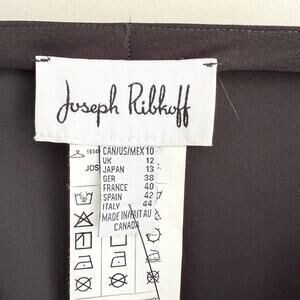 Joseph Ribkoff
CAN/US/MEX 10
UK 12
JAPAN 13
GER 38
FRANCE 40
SPAIN 42
ITALY 44
MADE IN/FAIT AU
CANADA
JOS